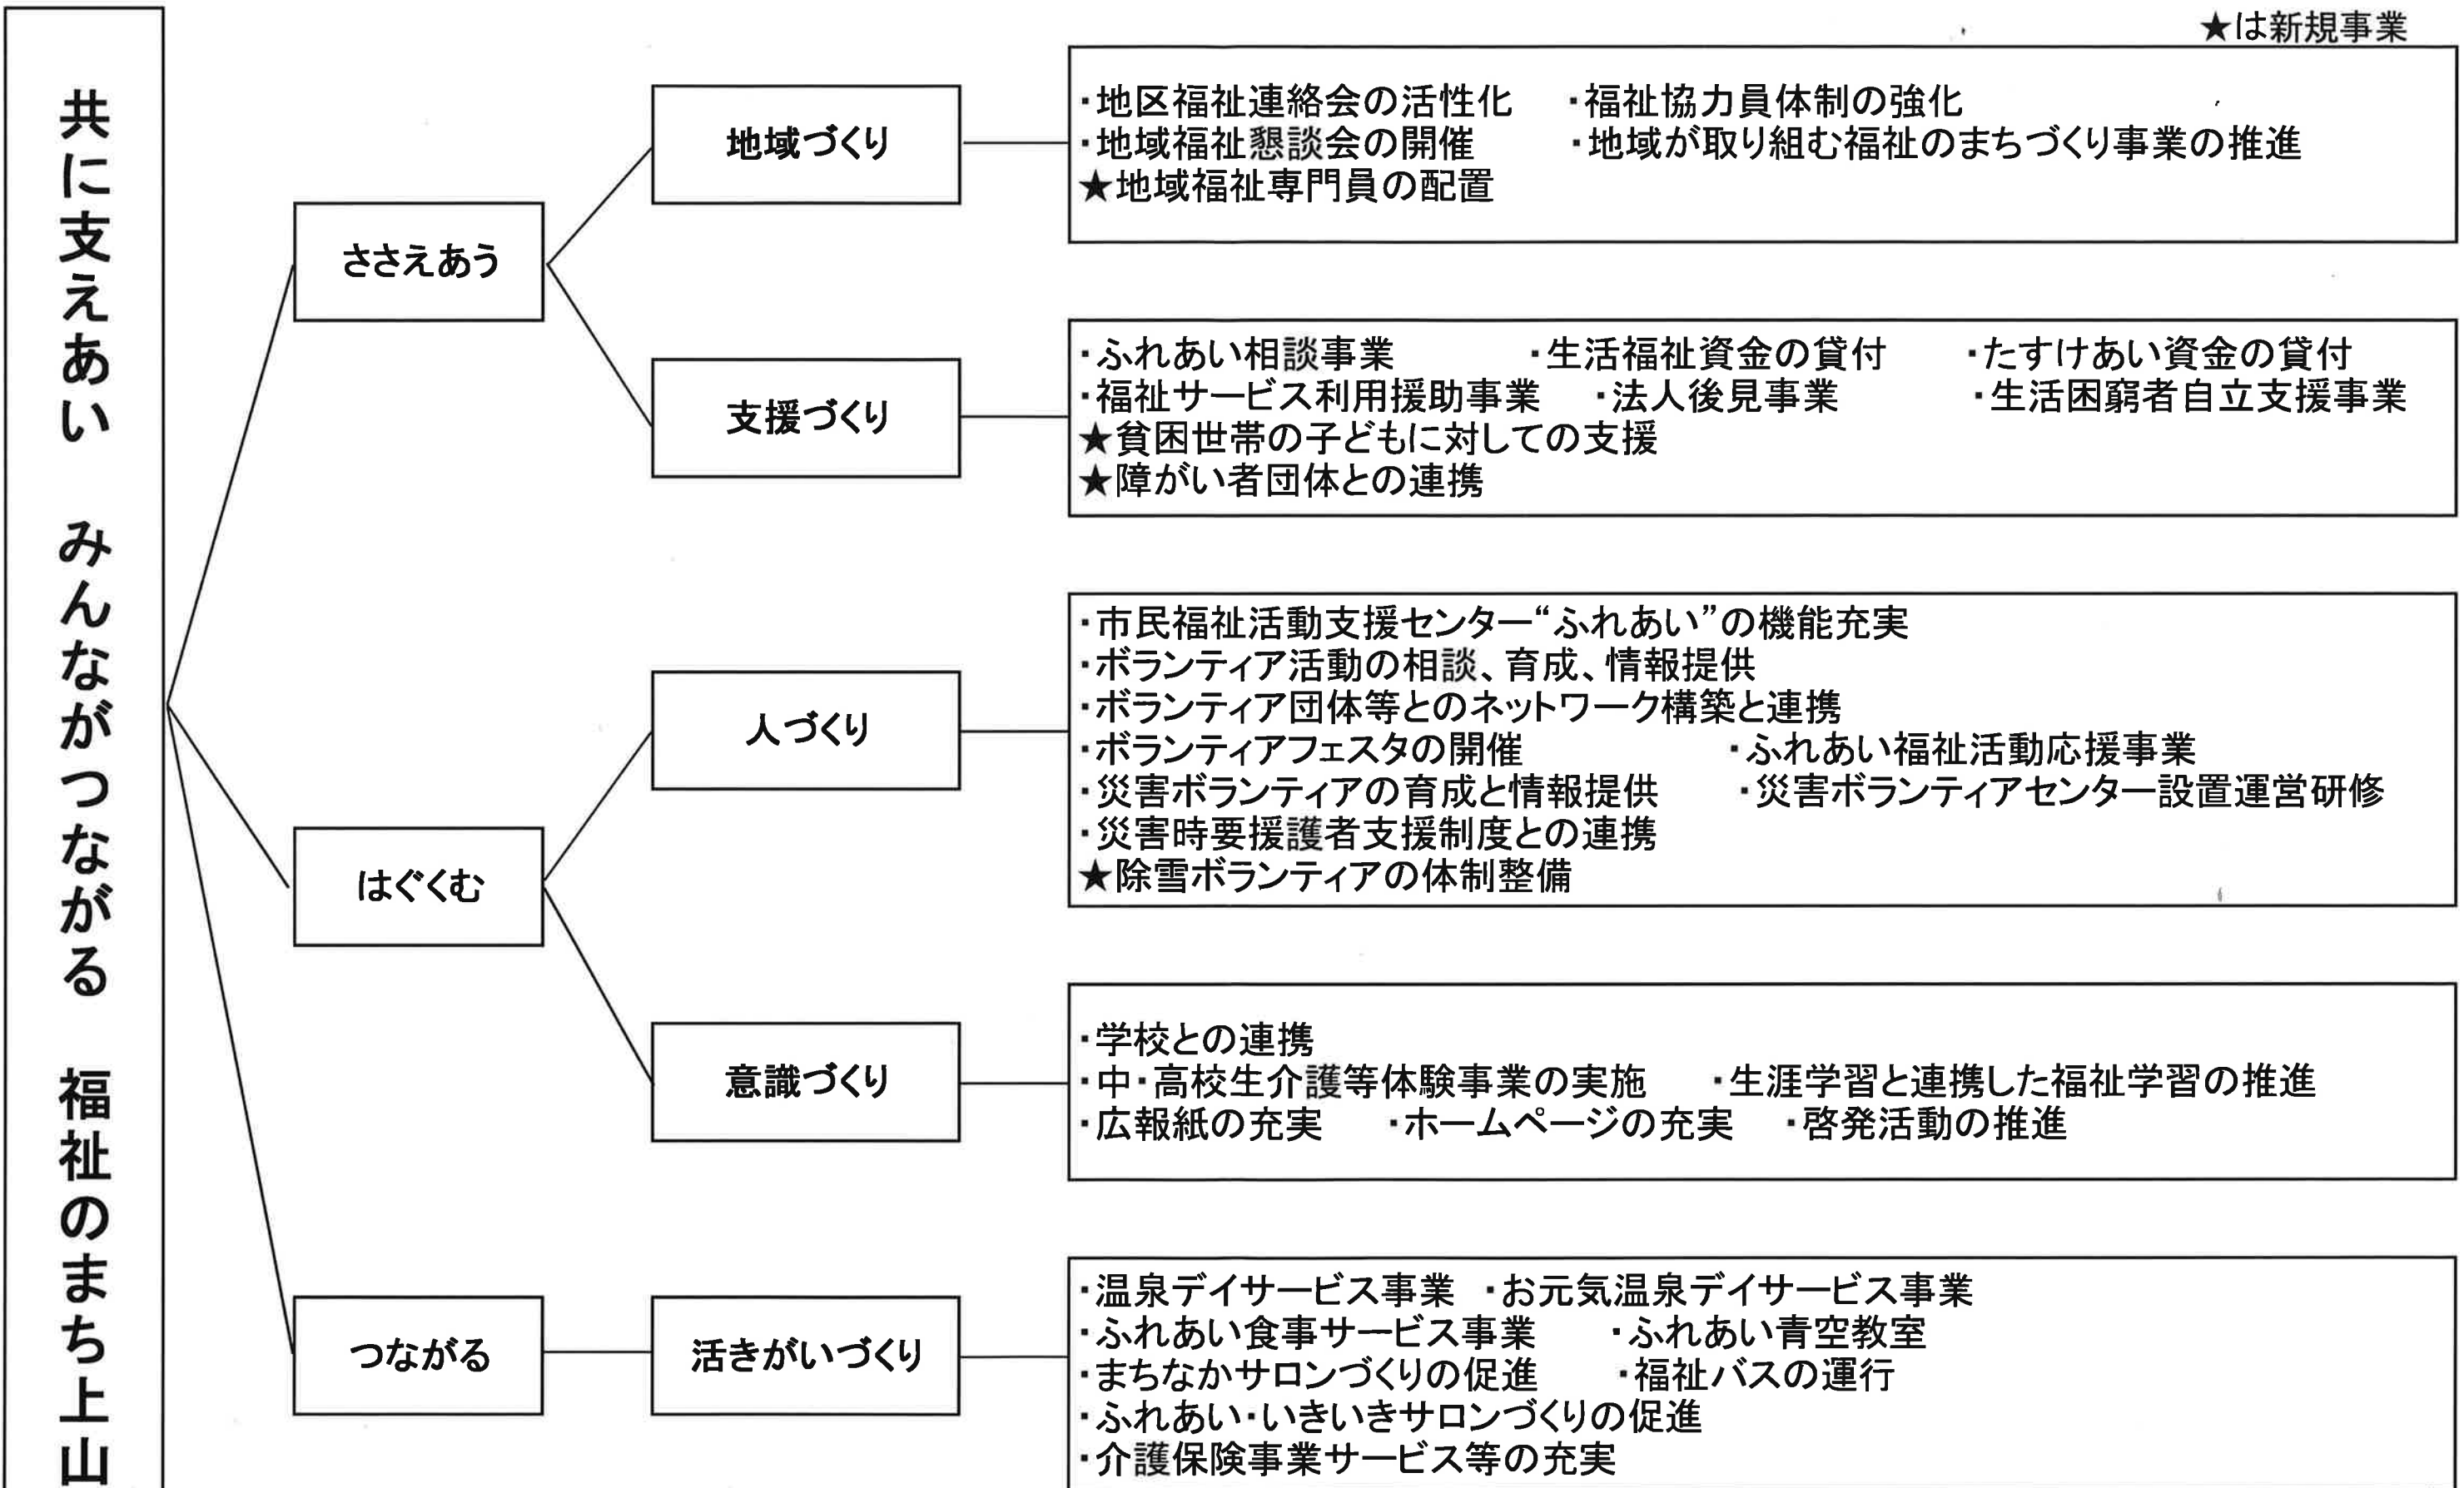 ★は新規事業
共に支えあい　みんながつながる　福祉のまち上山
ささえあう
地域づくり
・地区福祉連絡会の活性化　・福祉協力員体制の強化
・地域福祉懇談会の開催　・地域が取り組む福祉のまちづくり事業の推進
★地域福祉専門員の配置
支援づくり
・ふれあい相談事業　・生活福祉資金の貸付　・たすけあい資金の貸付
・福祉サービス利用援助事業　・法人後見事業　・生活困窮者自立支援事業
★貧困世帯の子どもに対しての支援
★障がい者団体との連携
はぐくむ
人づくり
・市民福祉活動支援センター“ふれあい”の機能充実
・ボランティア活動の相談、育成、情報提供
・ボランティア団体等とのネットワーク構築と連携
・ボランティアフェスタの開催　・ふれあい福祉活動応援事業
・災害ボランティアの育成と情報提供　・災害ボランティアセンター設置運営研修
・災害時要援護者支援制度との連携
★除雪ボランティアの体制整備
意識づくり
・学校との連携
・中・高校生介護等体験事業の実施　・生涯学習と連携した福祉学習の推進
・広報紙の充実　・ホームページの充実　・啓発活動の推進
つながる
活きがいづくり
・温泉デイサービス事業　・お元気温泉デイサービス事業
・ふれあい食事サービス事業　・ふれあい青空教室
・まちなかサロンづくりの促進　・福祉バスの運行
・ふれあい・いきいきサロンづくりの促進
・介護保険事業サービス等の充実